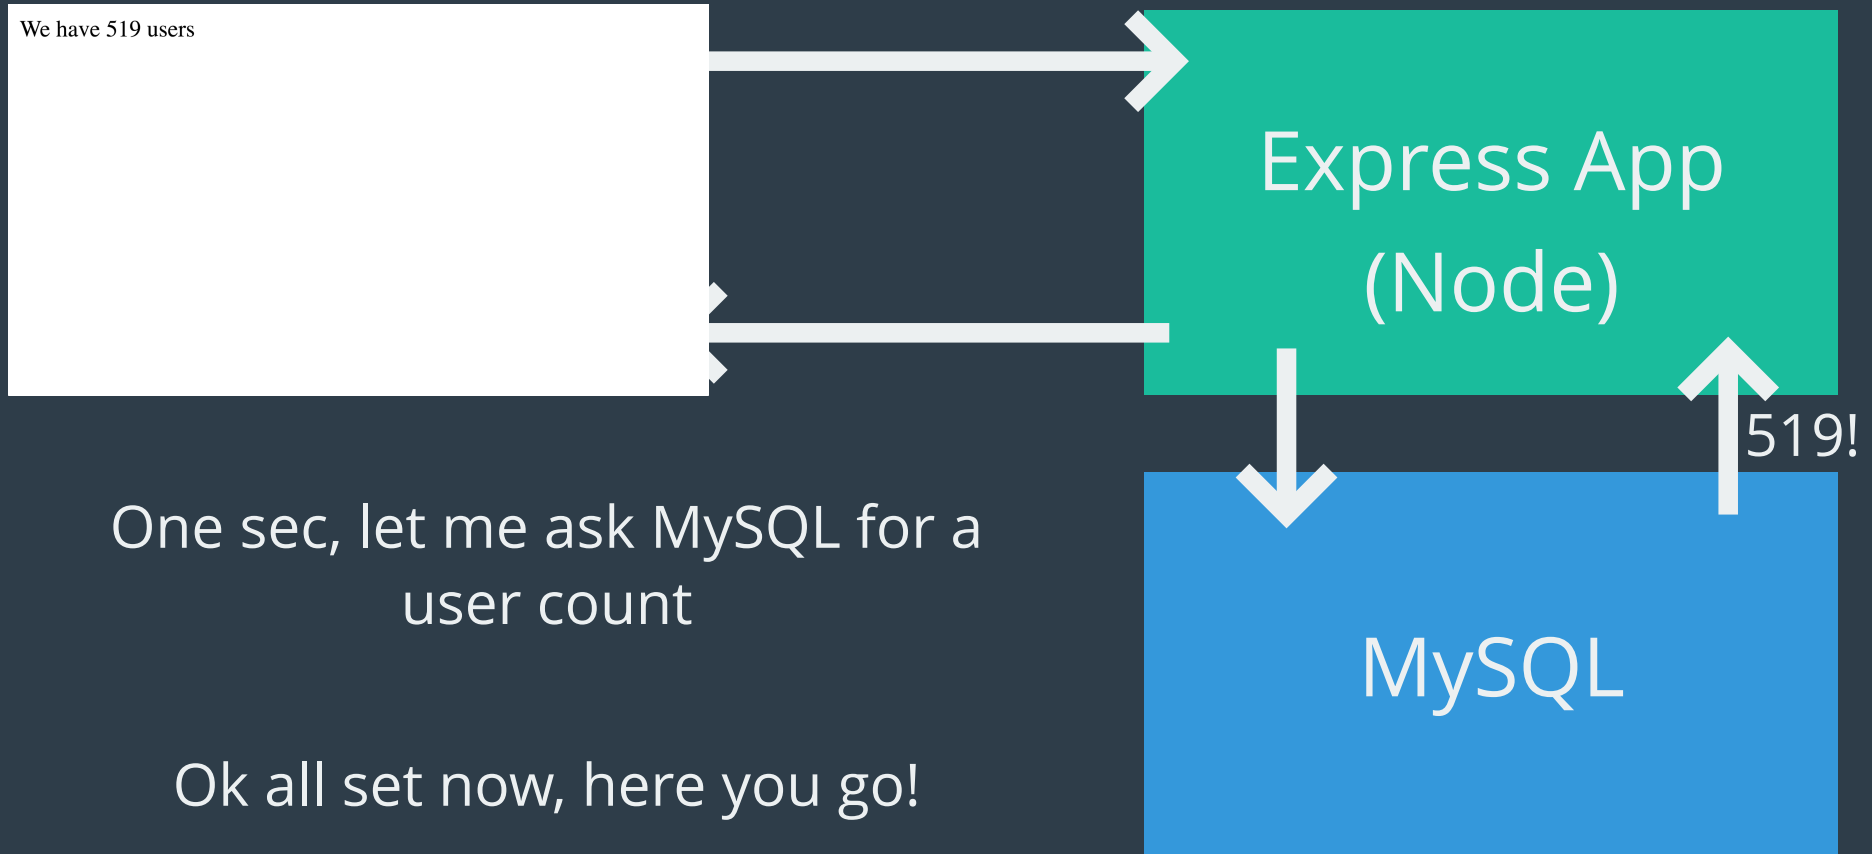 We have 519 users
Express App
(Node)
519!
One sec, let me ask MySQL for a
user count
MySQL
Ok all set now, here you go!